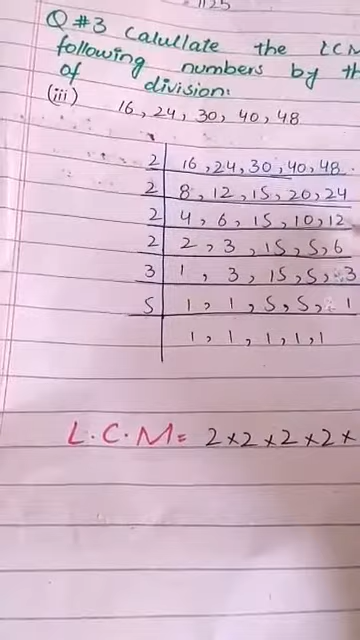 1125
Q #3 Calullate the LCM
following numbers by th
of division:
(iii) 16, 24, 30, 40, 48
2 16, 24, 30, 40, 48.
2 8, 12, 15, 20, 24
2 4, 6, 15, 10, 12
2 2, 3, 15, 5, 6
3 1, 3, 15, 5, 3
5 1, 1, 5, 5, 1
1, 1, 1, 1, 1
L.C.M= 2×2×2×2×